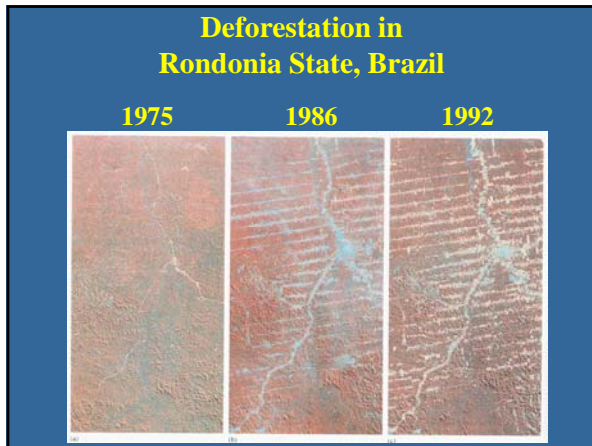 Deforestation in
Rondonia State, Brazil
1975 1986 1992
(a) (b) (c)